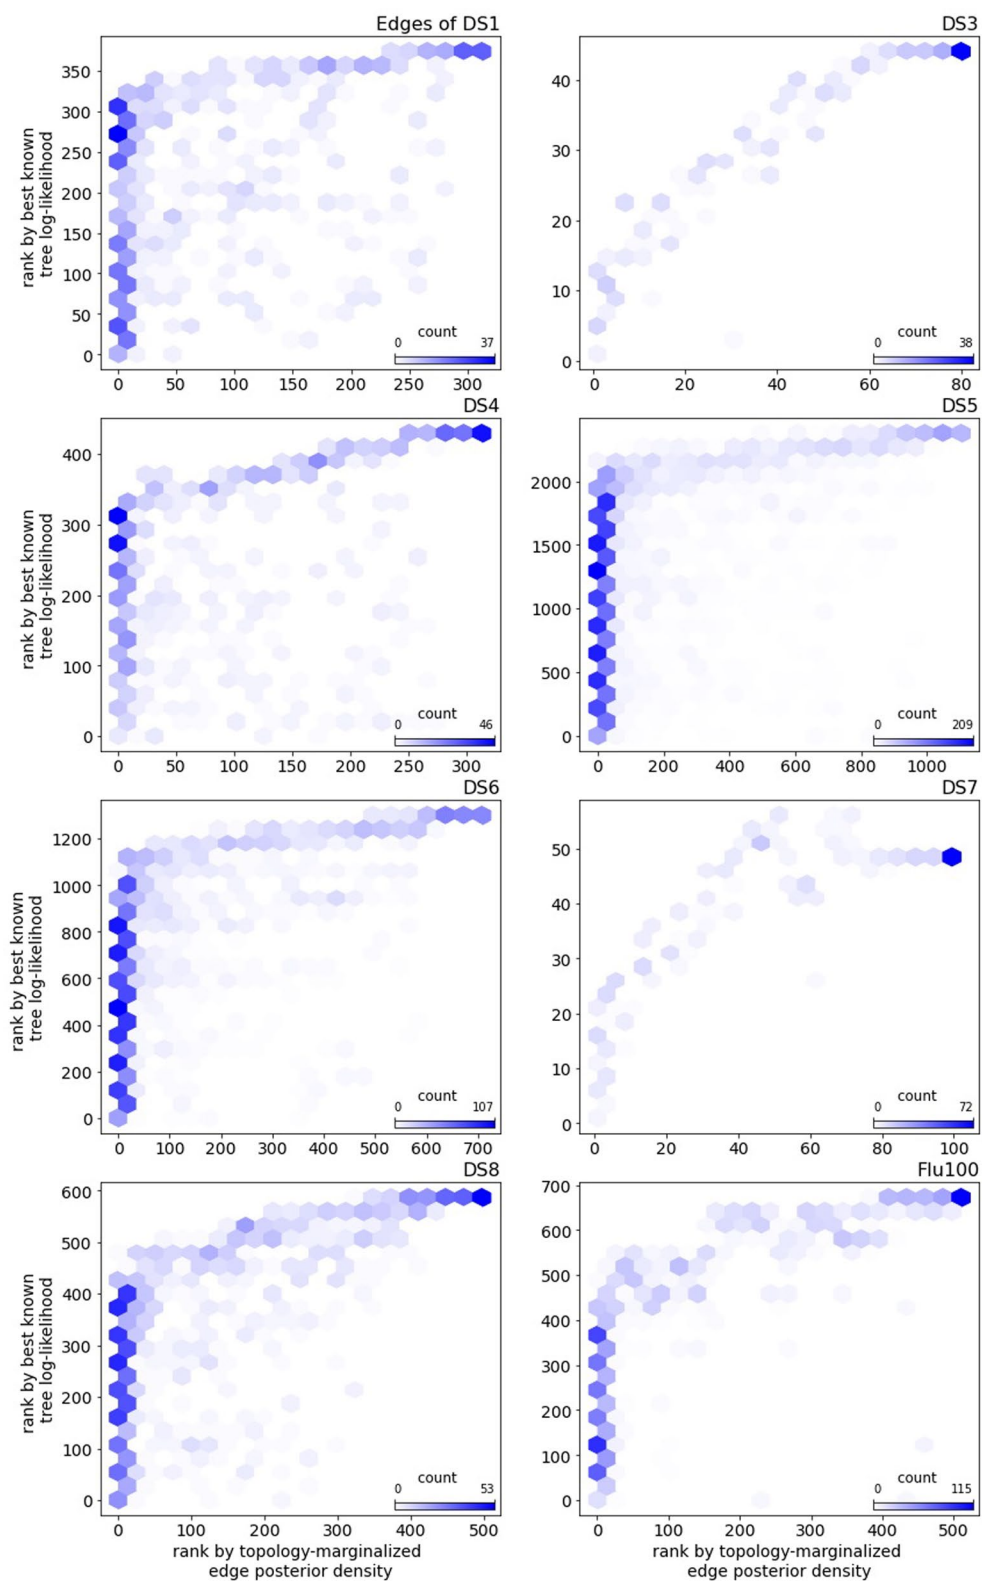 Edges of DS1
350
300
250
200
150
100
50
0
rank by best known
tree log-likelihood
count
0 37
0 50 100 150 200 250 300
DS3
40
30
20
10
0
count
0 38
0 20 40 60 80
DS4
400
300
200
100
0
rank by best known
tree log-likelihood
count
0 46
0 50 100 150 200 250 300
DS5
2000
1500
1000
500
0
count
0 209
0 200 400 600 800 1000
DS6
1200
1000
800
600
400
200
0
rank by best known
tree log-likelihood
count
0 107
0 100 200 300 400 500 600 700
DS7
50
40
30
20
10
0
count
0 72
0 20 40 60 80 100
DS8
600
500
400
300
200
100
0
rank by best known
tree log-likelihood
count
0 53
0 100 200 300 400 500
rank by topology-marginalized
edge posterior density
Flu100
700
600
500
400
300
200
100
0
count
0 115
0 100 200 300 400 500
rank by topology-marginalized
edge posterior density